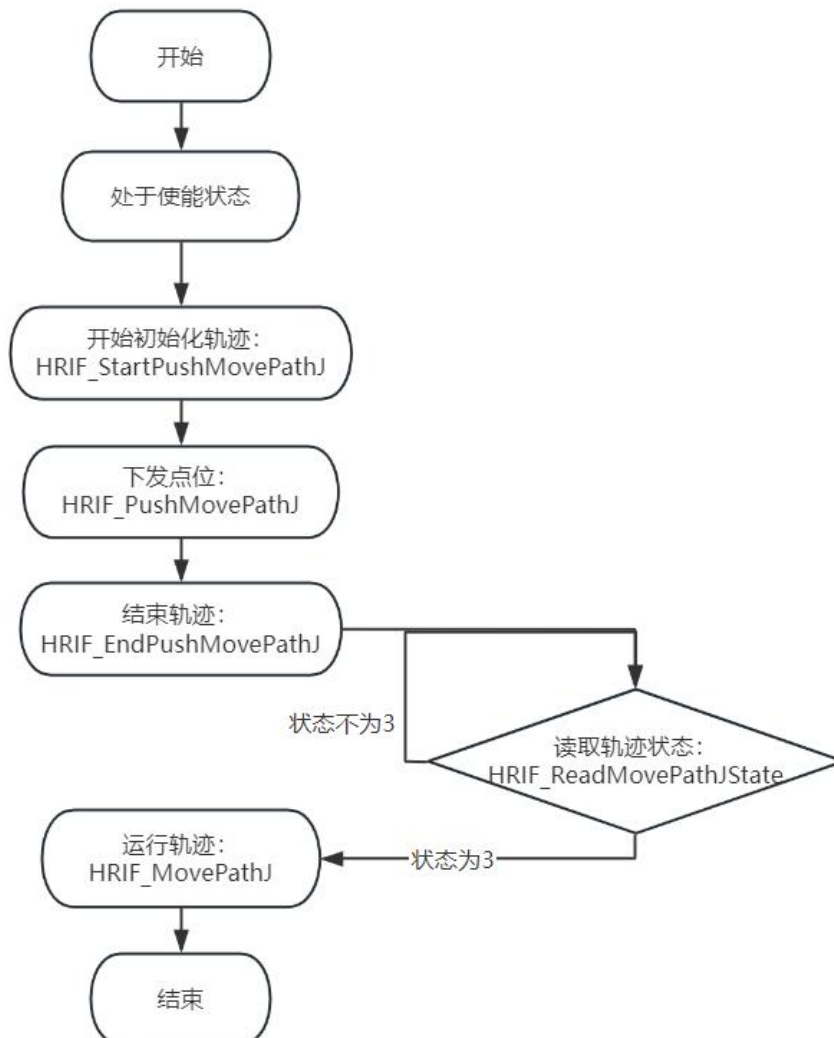 开始
处于使能状态
开始初始化轨迹：
HRIF_StartPushMovePathJ
下发点位：
HRIF_PushMovePathJ
结束轨迹：
HRIF_EndPushMovePathJ
状态不为3
读取轨迹状态：
HRIF_ReadMovePathJState
状态为3
运行轨迹：
HRIF_MovePathJ
结束